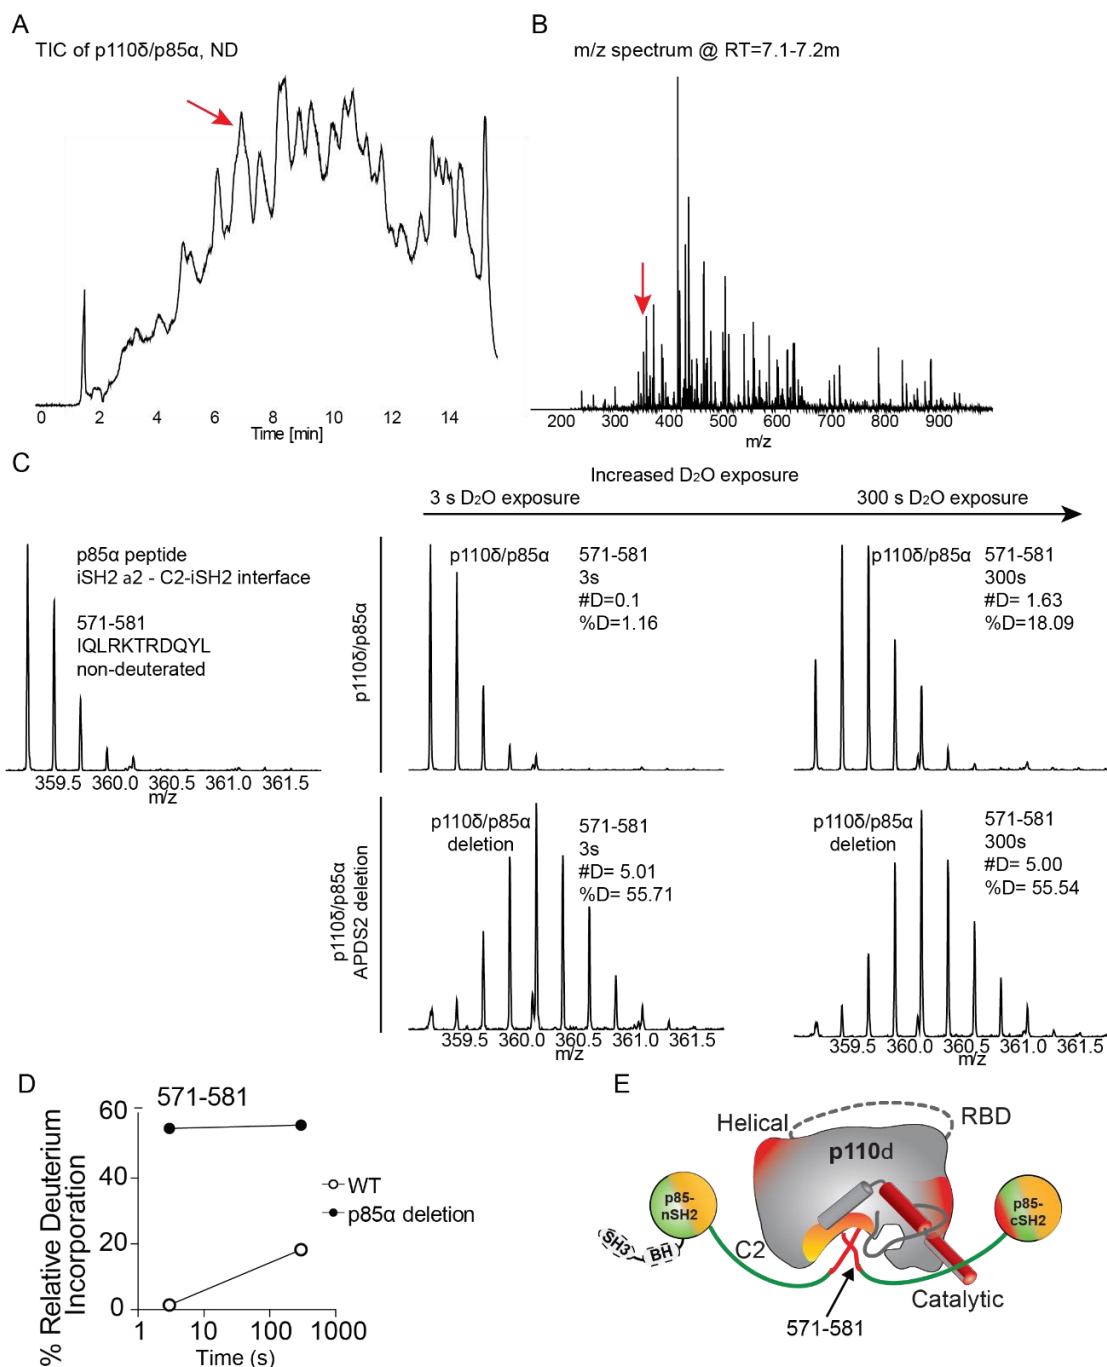 A
TIC of p110δ/p85α, ND
0 2 4 6 8 10 12 14
Time [min]
B
m/z spectrum @ RT=7.1-7.2m
200 300 400 500 600 700 800 900
m/z
C
Increased D₂O exposure
3 s D₂O exposure
300 s D₂O exposure
p85α peptide
iSH2 a2 - C2-iSH2 interface
571-581
IQLRKTRDQYL
non-deuterated
359.5 360.0 360.5 361.0 361.5
m/z
p110δ/p85α
p110δ/p85α
571-581
3s
#D=0.1
%D=1.16
p110δ/p85α
571-581
300s
#D= 1.63
%D=18.09
p110δ/p85α
APDS2 deletion
p110δ/p85α
deletion
571-581
3s
#D= 5.01
%D= 55.71
359.5 360.0 360.5 361.0 361.5
m/z
p110δ/p85α
deletion
571-581
300s
#D= 5.00
%D= 55.54
359.5 360.0 360.5 361.0 361.5
m/z
D
571-581
% Relative Deuterium
Incorporation
60
40
20
0
1 10 100 1000
Time (s)
WT
p85α deletion
E
Helical
RBD
p110d
p85-
nSH2
p85-
cSH2
SH3
BH
C2
Catalytic
571-581